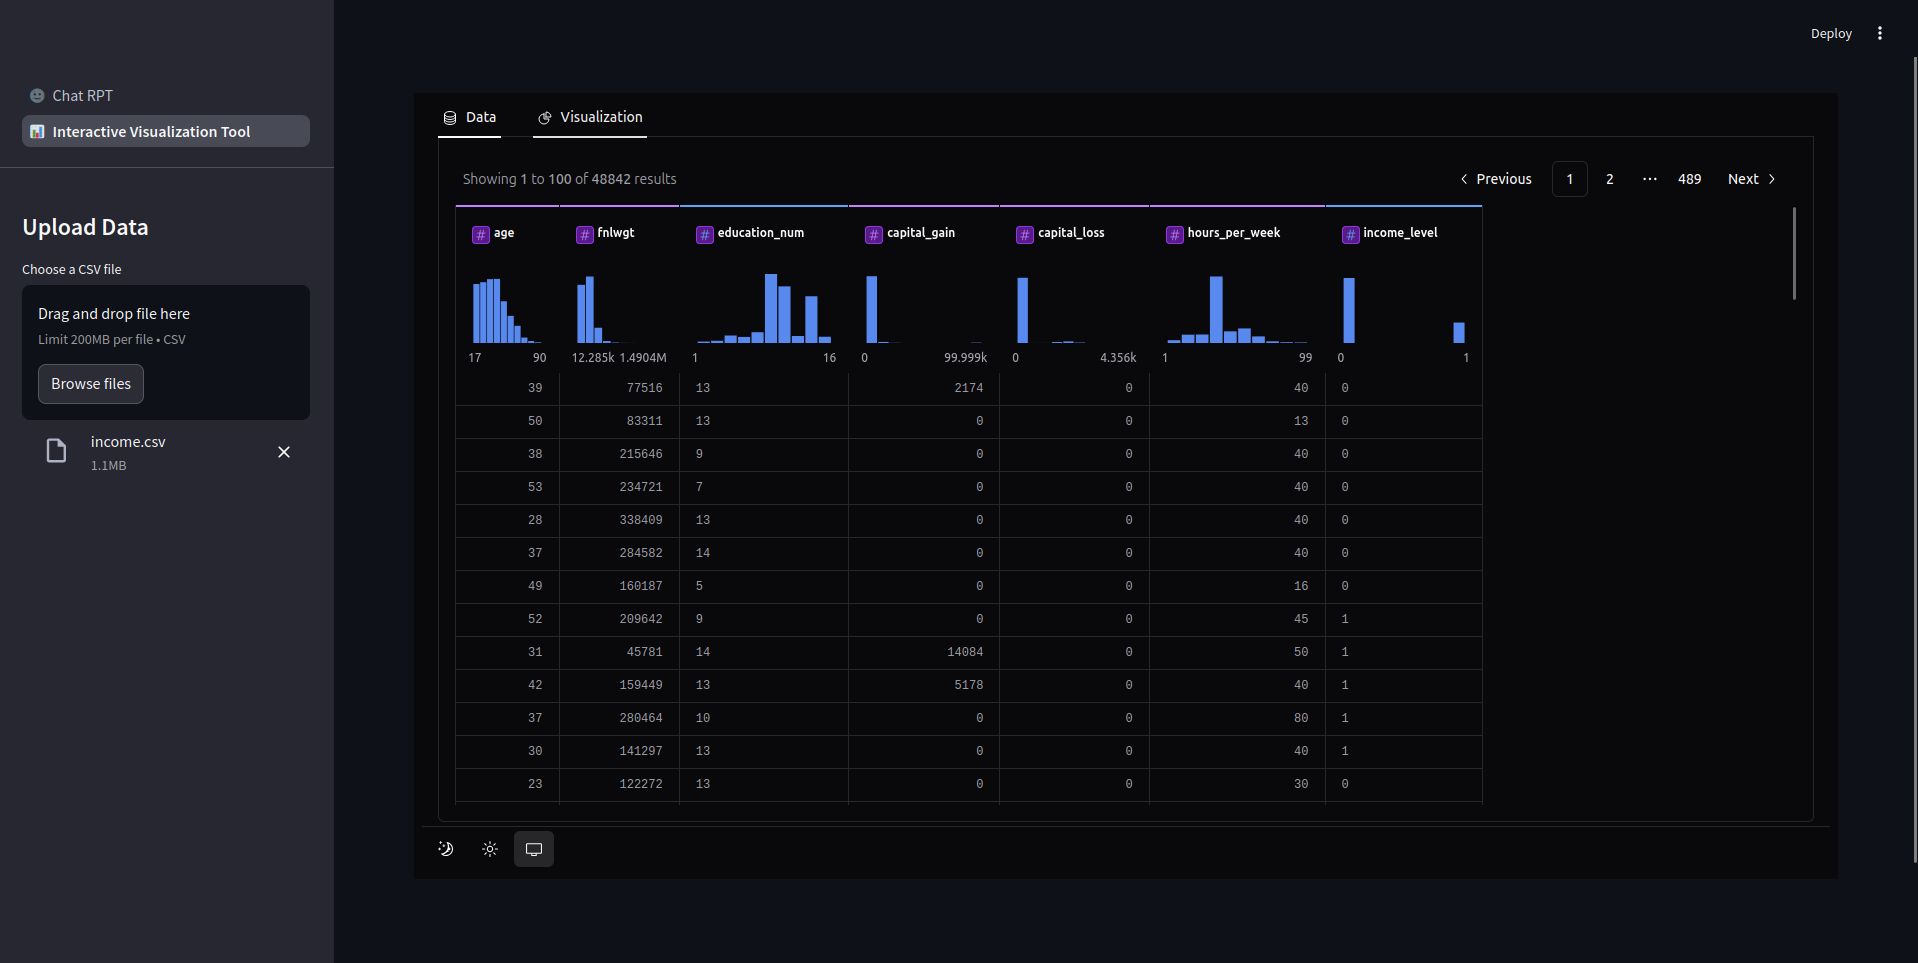 Deploy
Chat RPT
Interactive Visualization Tool
Upload Data
Choose a CSV file
Drag and drop file here
Limit 200MB per file • CSV
Browse files
income.csv
1.1MB
Data Visualization
Showing 1 to 100 of 48842 results
Previous 1 2 ··· 489 Next
# age # fnlwgt # education_num # capital_gain # capital_loss # hours_per_week # income_level
17 90 12.285k 1.4904M 1 16 0 99.999k 0 4.356k 1 99 0 1
39 77516 13 2174 0 40 0
50 83311 13 0 0 13 0
38 215646 9 0 0 40 0
53 234721 7 0 0 40 0
28 338409 13 0 0 40 0
37 284582 14 0 0 40 0
49 160187 5 0 0 16 0
52 209642 9 0 0 45 1
31 45781 14 14084 0 50 1
42 159449 13 5178 0 40 1
37 280464 10 0 0 80 1
30 141297 13 0 0 40 1
23 122272 13 0 0 30 0